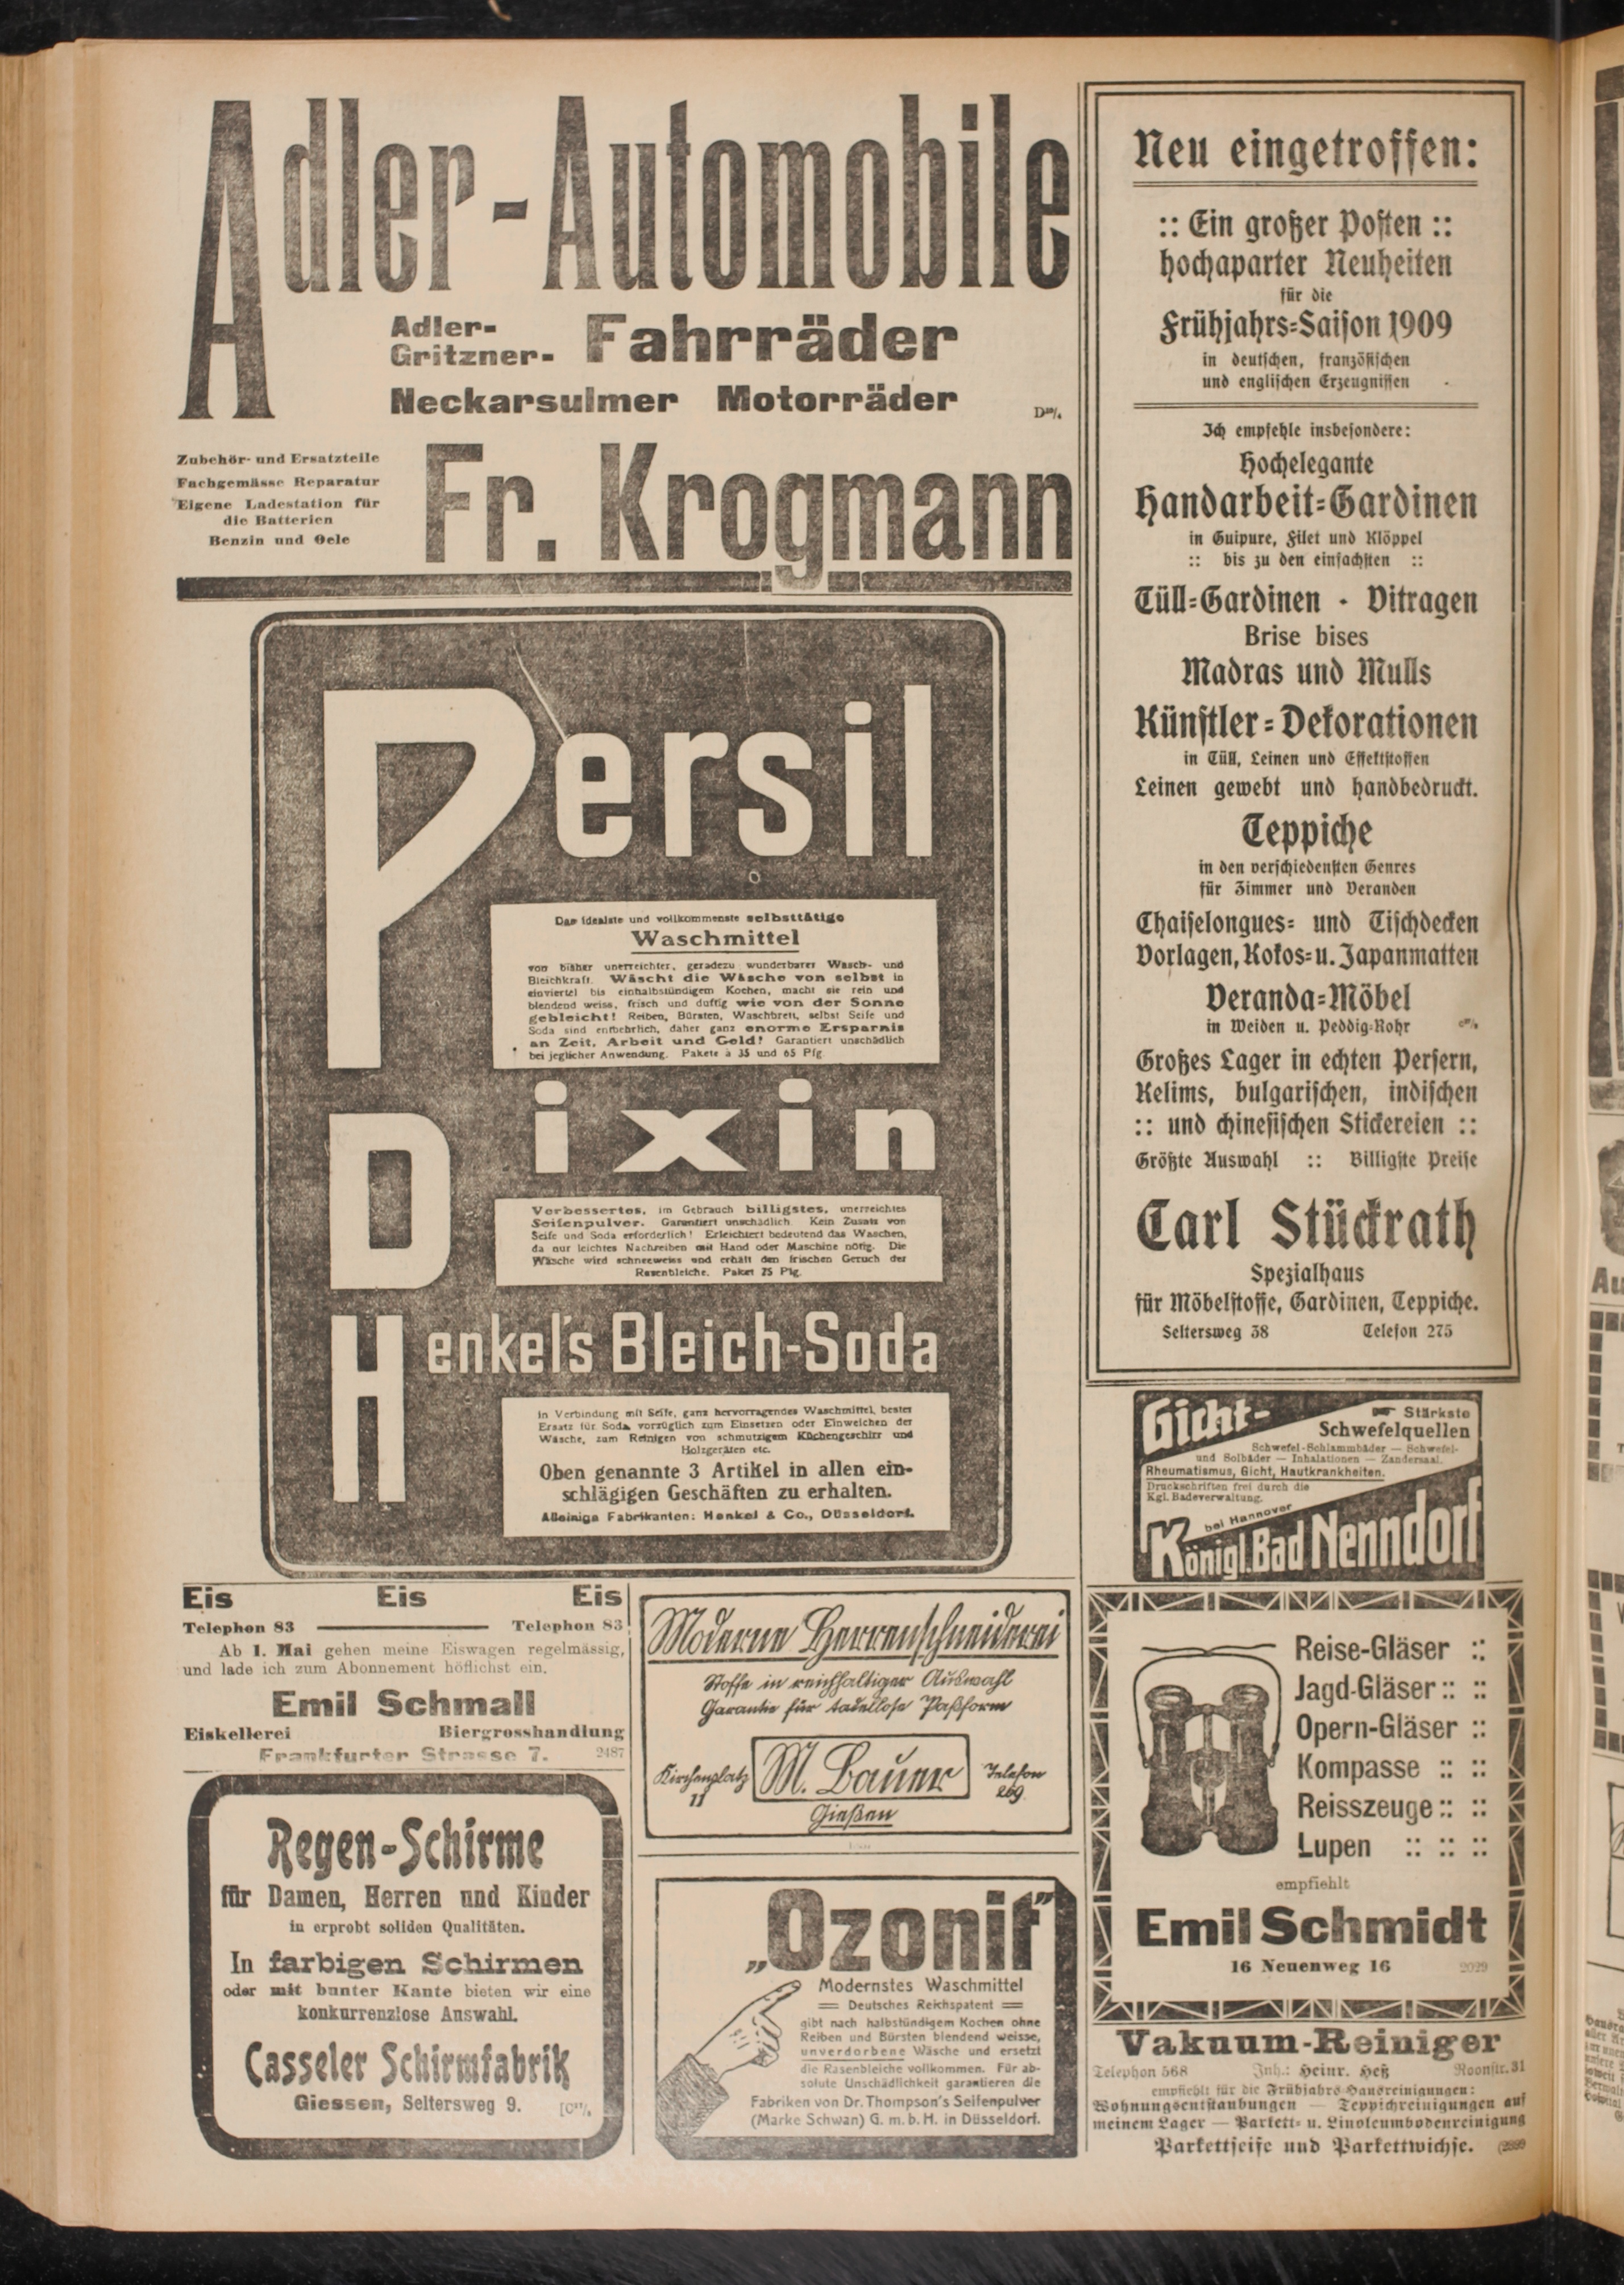 Adler-Automobile
Adler-
Gritzner- Fahrräder
Neckarsulmer Motorräder
Zubehör- und Ersatzteile
Fachgemässe Reparatur
Eigene Ladestation für
die Batterien
Benzin und Oele
Fr. Krogmann
Persil
Das idealste und vollkommenste selbsttätige
Waschmittel
von bisher unerreichter, geradezu wunderbarer Wasch- und
Bleichkraft. Wäscht die Wäsche von selbst in
einviertel bis einhalbstündigem Kochen, macht sie rein und
blendend weiss, frisch und duftig wie von der Sonne
gebleicht! Reiben, Bürsten, Waschbrett, selbst Seife und
Soda sind entbehrlich, daher ganz enorme Ersparnis
an Zeit, Arbeit und Geld! Garantiert unschädlich
bei jeglicher Anwendung. Pakete à 35 und 65 Pfg.
Dixin
Verbessertes, im Gebrauch billigstes, unerreichtes
Seifenpulver. Garantiert unschädlich. Kein Zusatz von
Seife und Soda erforderlich! Erleichtert bedeutend das Waschen,
da nur leichtes Nachreiben mit Hand oder Maschine nötig. Die
Wäsche wird schneeweiss und erhält den frischen Geruch der
Rasenbleiche. Paket 25 Pfg.
Henkel's Bleich-Soda
in Verbindung mit Seife, ganz hervorragendes Waschmittel, bester
Ersatz für Soda, vorzüglich zum Einsetzen oder Einweichen der
Wäsche, zum Reinigen von schmutzigem Küchengeschirr und
Holzgeräten etc.
Oben genannte 3 Artikel in allen ein-
schlägigen Geschäften zu erhalten.
Alleinige Fabrikanten: Henkel & Co., Düsseldorf.
Eis Eis Eis
Telephon 83 Telephon 83
Ab 1. Mai gehen meine Eiswagen regelmässig,
und lade ich zum Abonnement höflichst ein.
Emil Schmall
Eiskellerei Biergrosshandlung
Frankfurter Strasse 7. 2487
Regen-Schirme
für Damen, Herren und Kinder
in erprobt soliden Qualitäten.
In farbigen Schirmen
oder mit bunter Kante bieten wir eine
konkurrenzlose Auswahl.
Casseler Schirmfabrik
Giessen, Seltersweg 9.
Moderne Herrenschneiderei
Stoffe in reichhaltiger Auswahl
Garantie für tadellose Paßform
Kirchenplatz
11
M. Bauer
Telefon
269
Gießen
„Ozonit“
Modernstes Waschmittel
Deutsches Reichspatent
gibt nach halbstündigem Kochen ohne
Reiben und Bürsten blendend weisse,
unverdorbene Wäsche und ersetzt
die Rasenbleiche vollkommen. Für ab-
solute Unschädlichkeit garantieren die
Fabriken von Dr. Thompson's Seifenpulver
(Marke Schwan) G. m. b. H. in Düsseldorf.
Neu eingetroffen:
:: Ein großer Posten ::
hochaparter Neuheiten
für die
Frühjahrs-Saison 1909
in deutschen, französischen
und englischen Erzeugnissen
Ich empfehle insbesondere:
Hochelegante
Handarbeit-Gardinen
in Guipure, Filet und Klöppel
:: bis zu den einfachsten ::
Tüll-Gardinen - Vitragen
Brise bises
Madras und Mulls
Künstler-Dekorationen
in Tüll, Leinen und Effektstoffen
Leinen gewebt und handbedruckt.
Teppiche
in den verschiedensten Genres
für Zimmer und Veranden
Chaiselongues- und Tischdecken
Vorlagen, Kokos- u. Japanmatten
Veranda-Möbel
in Weiden u. Peddig-Rohr
Großes Lager in echten Persern,
Kelims, bulgarischen, indischen
:: und chinesischen Stickereien ::
Größte Auswahl :: Billigste Preise
Carl Stückrath
Spezialhaus
für Möbelstoffe, Gardinen, Teppiche.
Seltersweg 38 Telefon 275
Gicht-
Stärkste
Schwefelquellen
Schwefel-Schlammbäder — Schwefel-
und Solbäder — Inhalationen — Zandersaal.
Rheumatismus, Gicht, Hautkrankheiten.
Druckschriften frei durch die
Kgl. Badeverwaltung.
bei Hannover
Königl. Bad Nenndorf
Reise-Gläser ::
Jagd-Gläser :: ::
Opern-Gläser ::
Kompasse :: ::
Reisszeuge :: ::
Lupen :: :: ::
empfiehlt
Emil Schmidt
16 Neuenweg 16 2029
Vakuum-Reiniger
Telephon 568 Inh.: Heinr. Heß Roonstr. 31
empfiehlt für die Frühjahrs-Hausreinigungen:
Wohnungsentstaubungen — Teppichreinigungen auf
meinem Lager — Parkett- u. Linoleumbodenreinigung
Parkettseife und Parkettwichse.